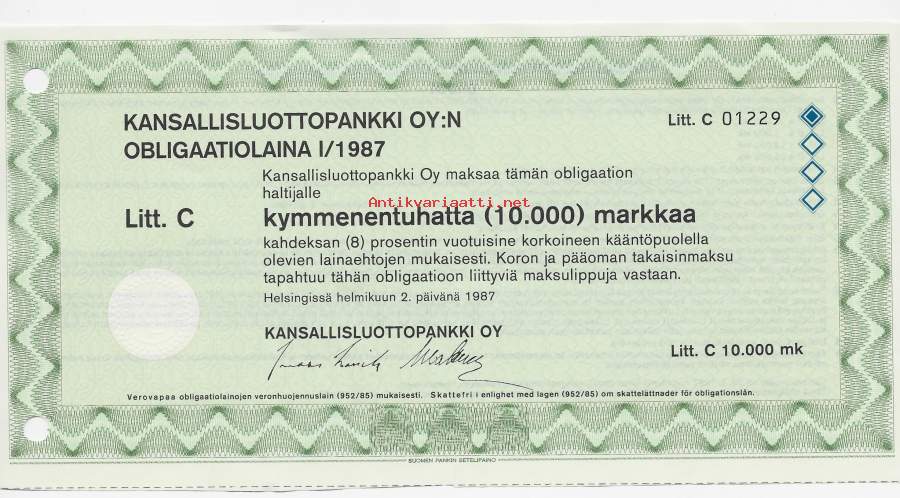 KANSALLISLUOTTOPANKKI OY:N
Litt. C 01229
OBLIGAATIOLAINA I/1987
Kansallisluottopankki Oy maksaa tämän obligaation
haltijalle
Antikvariaatti.net
Litt. C kymmenentuhatta (10.000) markkaa
kahdeksan (8) prosentin vuotuisine korkoineen kääntöpuolella
olevien lainaehtojen mukaisesti. Koron ja pääoman takaisinmaksu
tapahtuu tähän obligaatioon liittyviä maksulippuja vastaan.
Helsingissä helmikuun 2. päivänä 1987
KANSALLISLUOTTOPANKKI OY
Litt. C 10.000 mk
Verovapaa obligaatiolainojen veronhuojennuslain (952/85) mukaisesti. Skattefri i enlighet med lagen (952/85) om skattelättnader för obligationslån.
SUOMEN PANKIN SETELIPAINO